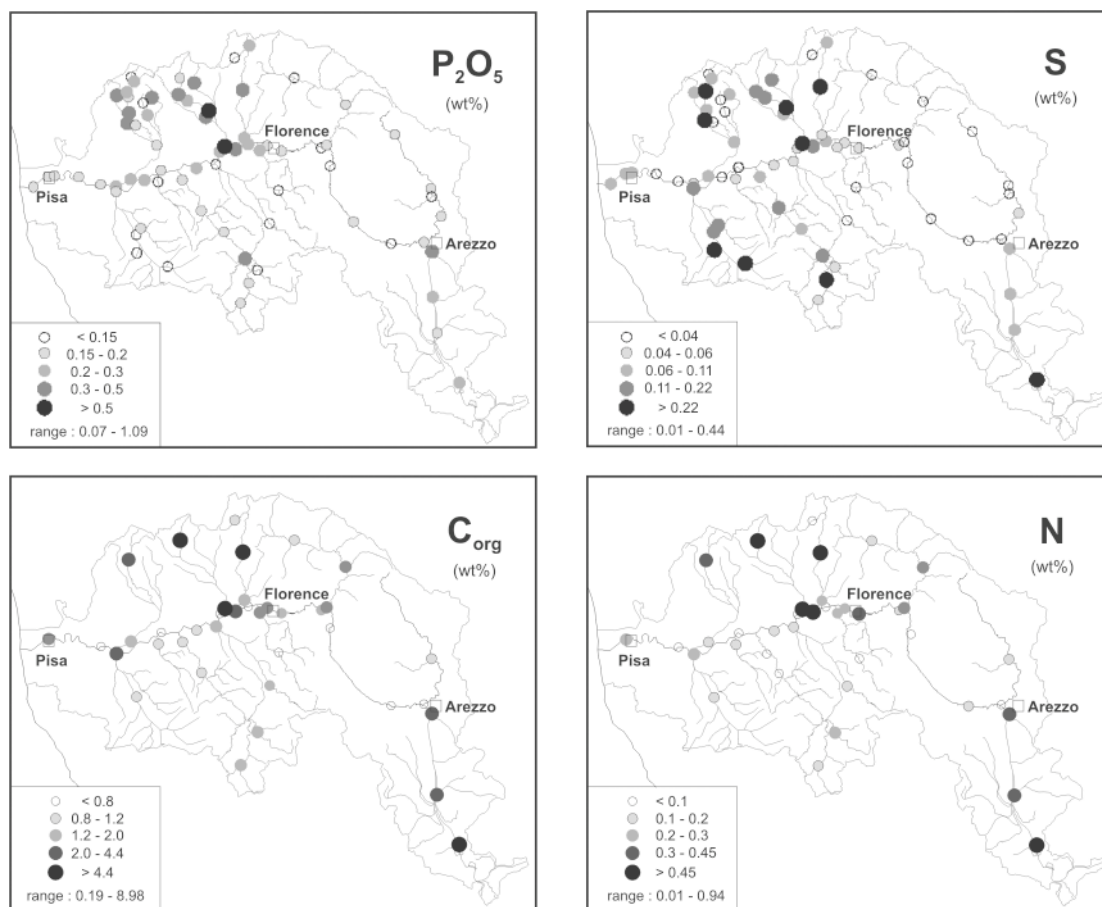 P₂O₅
(wt%)
Florence
Pisa
Arezzo
< 0.15
0.15 - 0.2
0.2 - 0.3
0.3 - 0.5
> 0.5
range : 0.07 - 1.09
S
(wt%)
Florence
Pisa
Arezzo
< 0.04
0.04 - 0.06
0.06 - 0.11
0.11 - 0.22
> 0.22
range : 0.01 - 0.44
C_org
(wt%)
Florence
Pisa
Arezzo
< 0.8
0.8 - 1.2
1.2 - 2.0
2.0 - 4.4
> 4.4
range : 0.19 - 8.98
N
(wt%)
Florence
Pisa
Arezzo
< 0.1
0.1 - 0.2
0.2 - 0.3
0.3 - 0.45
> 0.45
range : 0.01 - 0.94